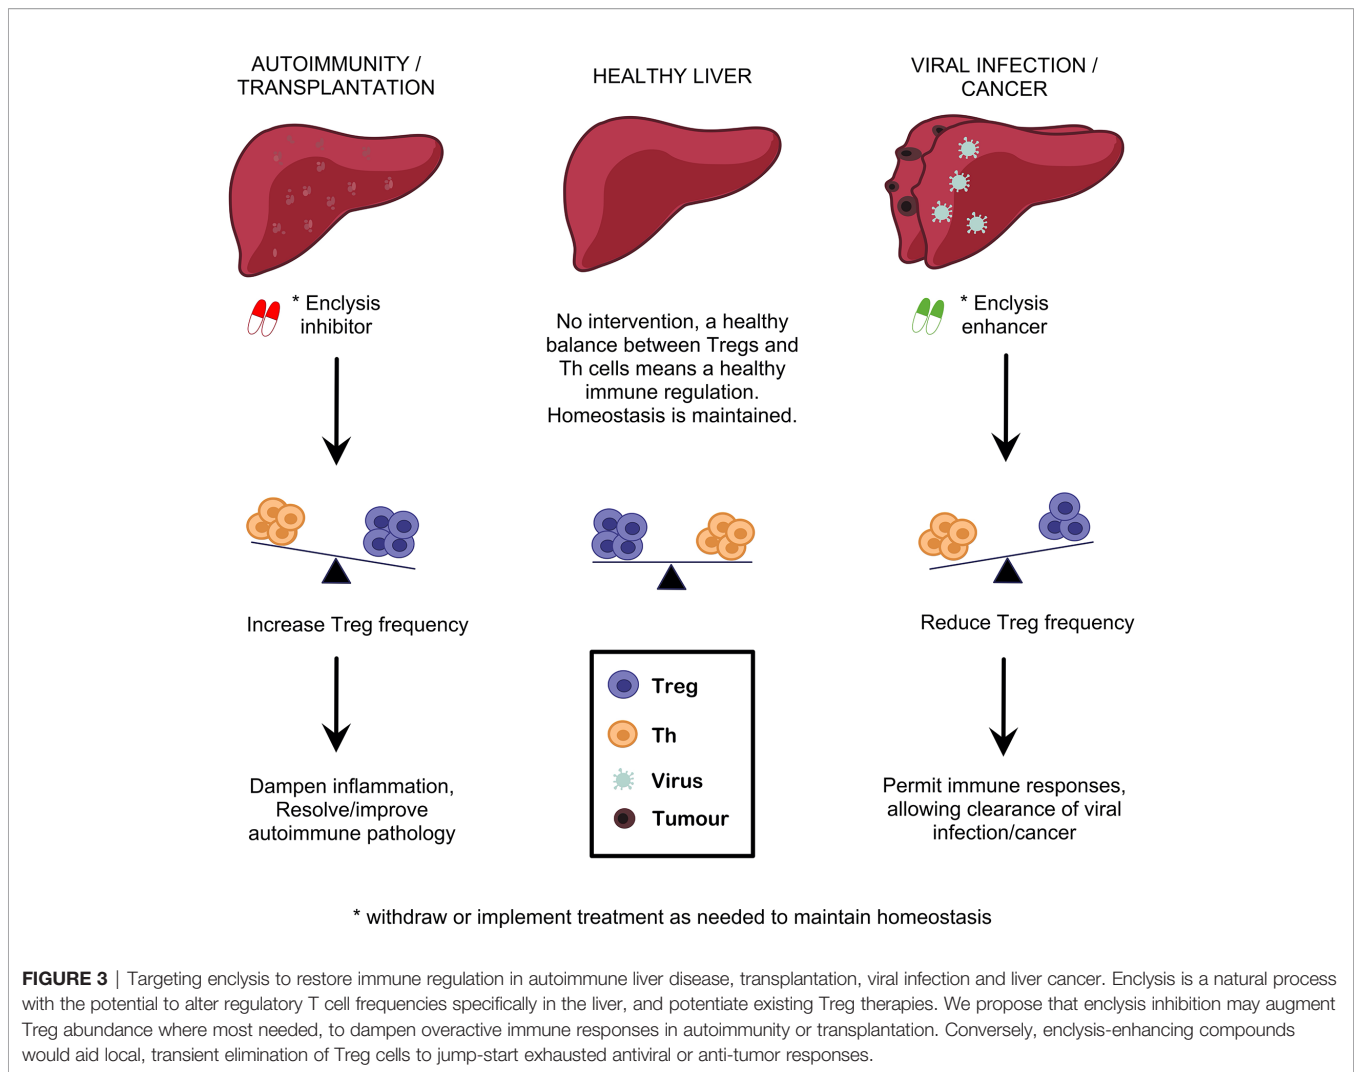 AUTOIMMUNITY /
TRANSPLANTATION
HEALTHY LIVER
VIRAL INFECTION /
CANCER
* Enclysis
inhibitor
No intervention, a healthy
balance between Tregs and
Th cells means a healthy
immune regulation.
Homeostasis is maintained.
* Enclysis
enhancer
Increase Treg frequency
Reduce Treg frequency
Treg
Th
Virus
Tumour
Dampen inflammation,
Resolve/improve
autoimmune pathology
Permit immune responses,
allowing clearance of viral
infection/cancer
* withdraw or implement treatment as needed to maintain homeostasis
FIGURE 3 | Targeting enclysis to restore immune regulation in autoimmune liver disease, transplantation, viral infection and liver cancer. Enclysis is a natural process
with the potential to alter regulatory T cell frequencies specifically in the liver, and potentiate existing Treg therapies. We propose that enclysis inhibition may augment
Treg abundance where most needed, to dampen overactive immune responses in autoimmunity or transplantation. Conversely, enclysis-enhancing compounds
would aid local, transient elimination of Treg cells to jump-start exhausted antiviral or anti-tumor responses.